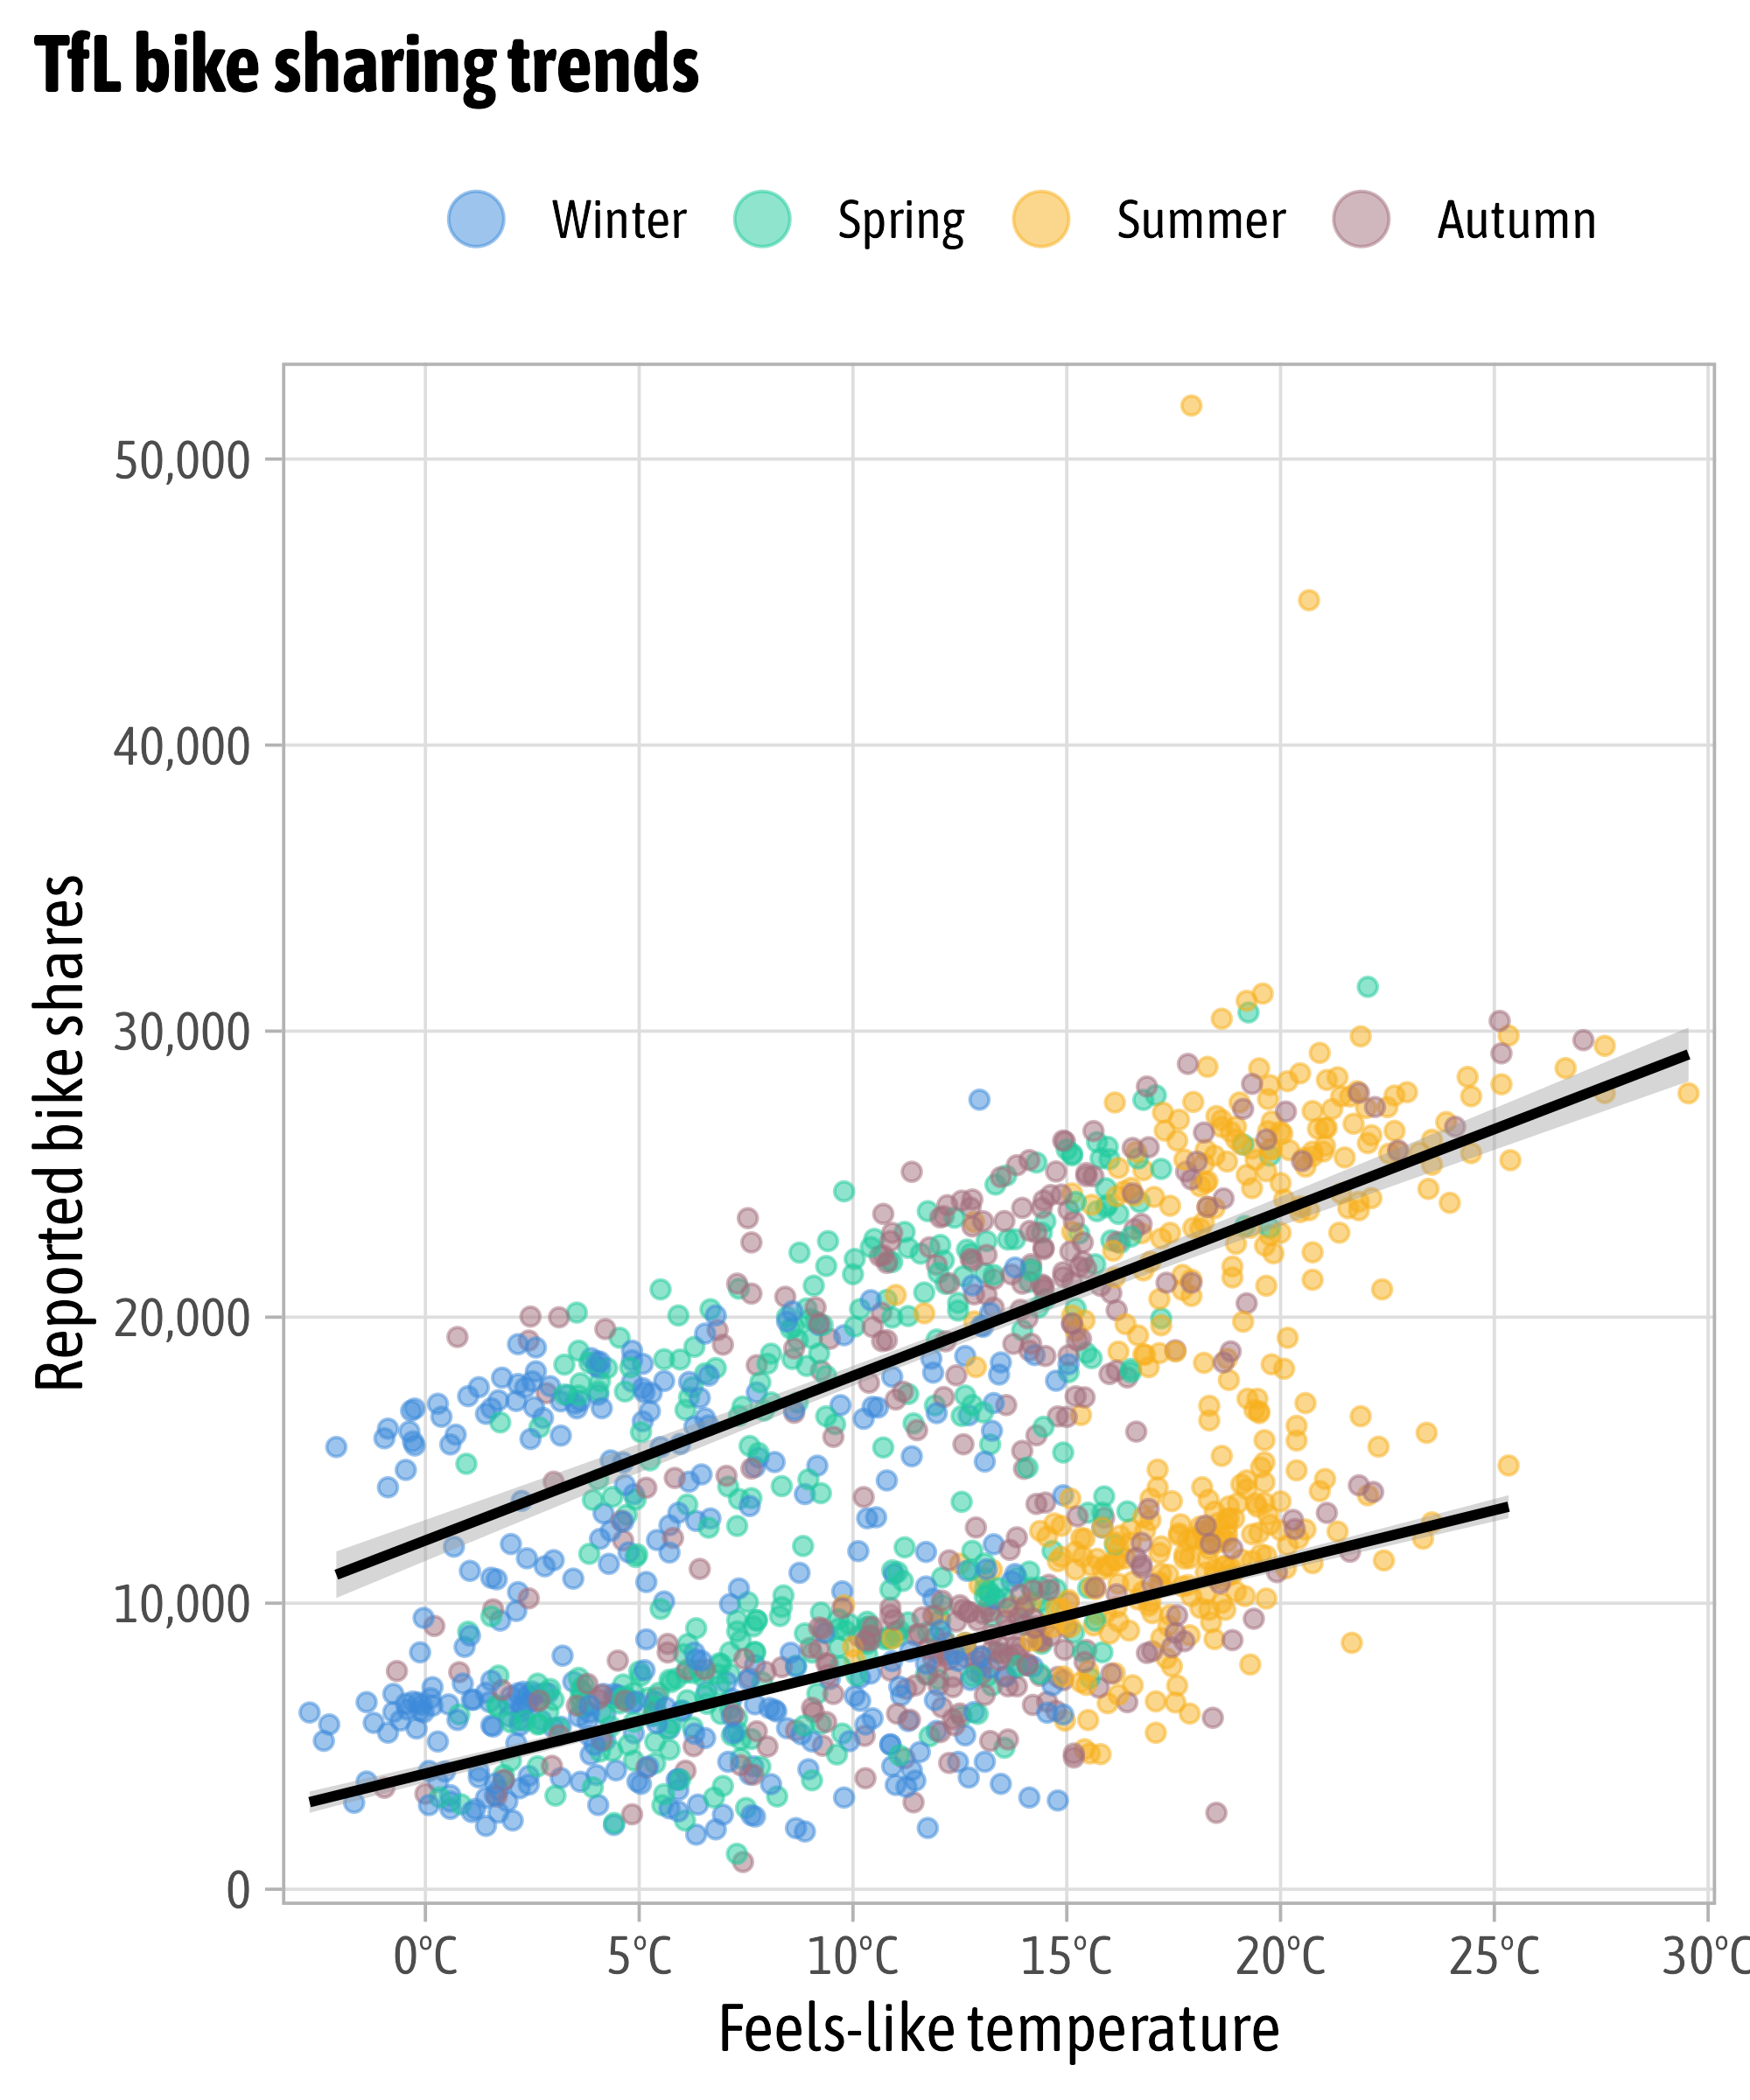 TfL bike sharing trends
Winter Spring Summer Autumn
Reported bike shares
50,000
40,000
30,000
20,000
10,000
0
0°C 5°C 10°C 15°C 20°C 25°C 30°C
Feels-like temperature